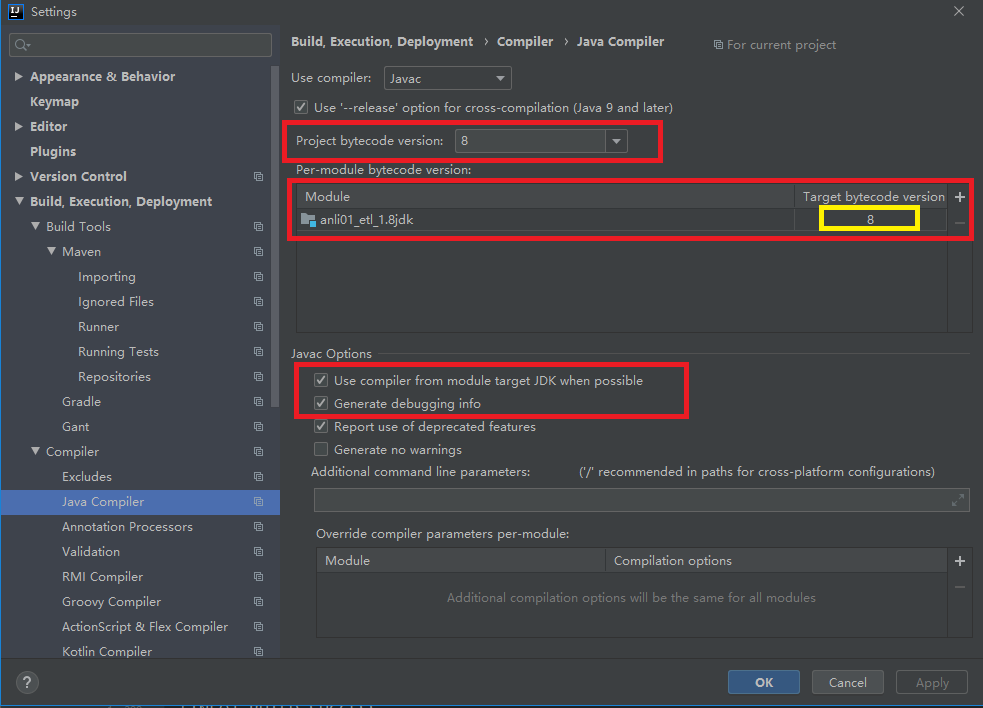 Settings
Build, Execution, Deployment › Compiler › Java Compiler For current project
Appearance & Behavior
Keymap
Editor
Plugins
Version Control
Build, Execution, Deployment
Build Tools
Maven
Importing
Ignored Files
Runner
Running Tests
Repositories
Gradle
Gant
Compiler
Excludes
Java Compiler
Annotation Processors
Validation
RMI Compiler
Groovy Compiler
ActionScript & Flex Compiler
Kotlin Compiler
Use compiler: Javac
Use '--release' option for cross-compilation (Java 9 and later)
Project bytecode version: 8
Per-module bytecode version:
Module Target bytecode version
anli01_etl_1.8jdk 8
Javac Options
Use compiler from module target JDK when possible
Generate debugging info
Report use of deprecated features
Generate no warnings
Additional command line parameters: ('/' recommended in paths for cross-platform configurations)
Override compiler parameters per-module:
Module Compilation options
Additional compilation options will be the same for all modules
? OK Cancel Apply